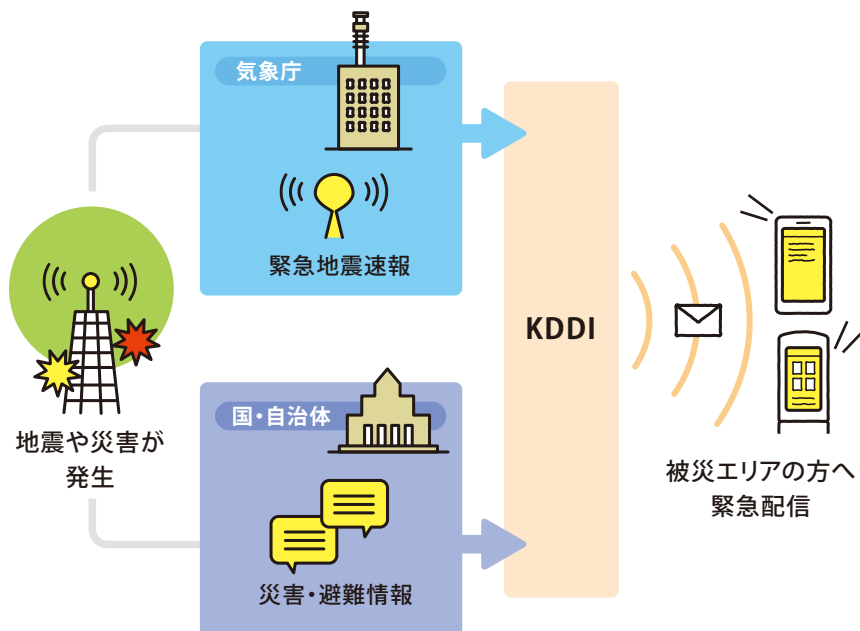 気象庁
緊急地震速報
地震や災害が
発生
国・自治体
災害・避難情報
KDDI
被災エリアの方へ
緊急配信